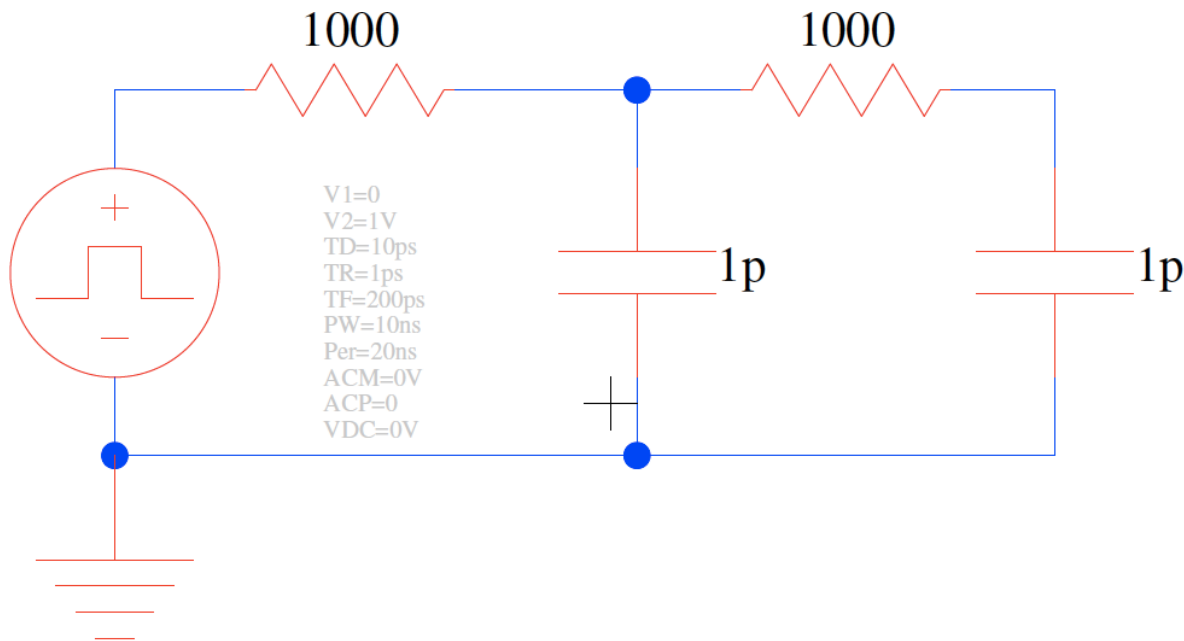 1000
1000
V1=0
V2=1V
TD=10ps
TR=1ps
TF=200ps
PW=10ns
Per=20ns
ACM=0V
ACP=0
VDC=0V
1p
1p